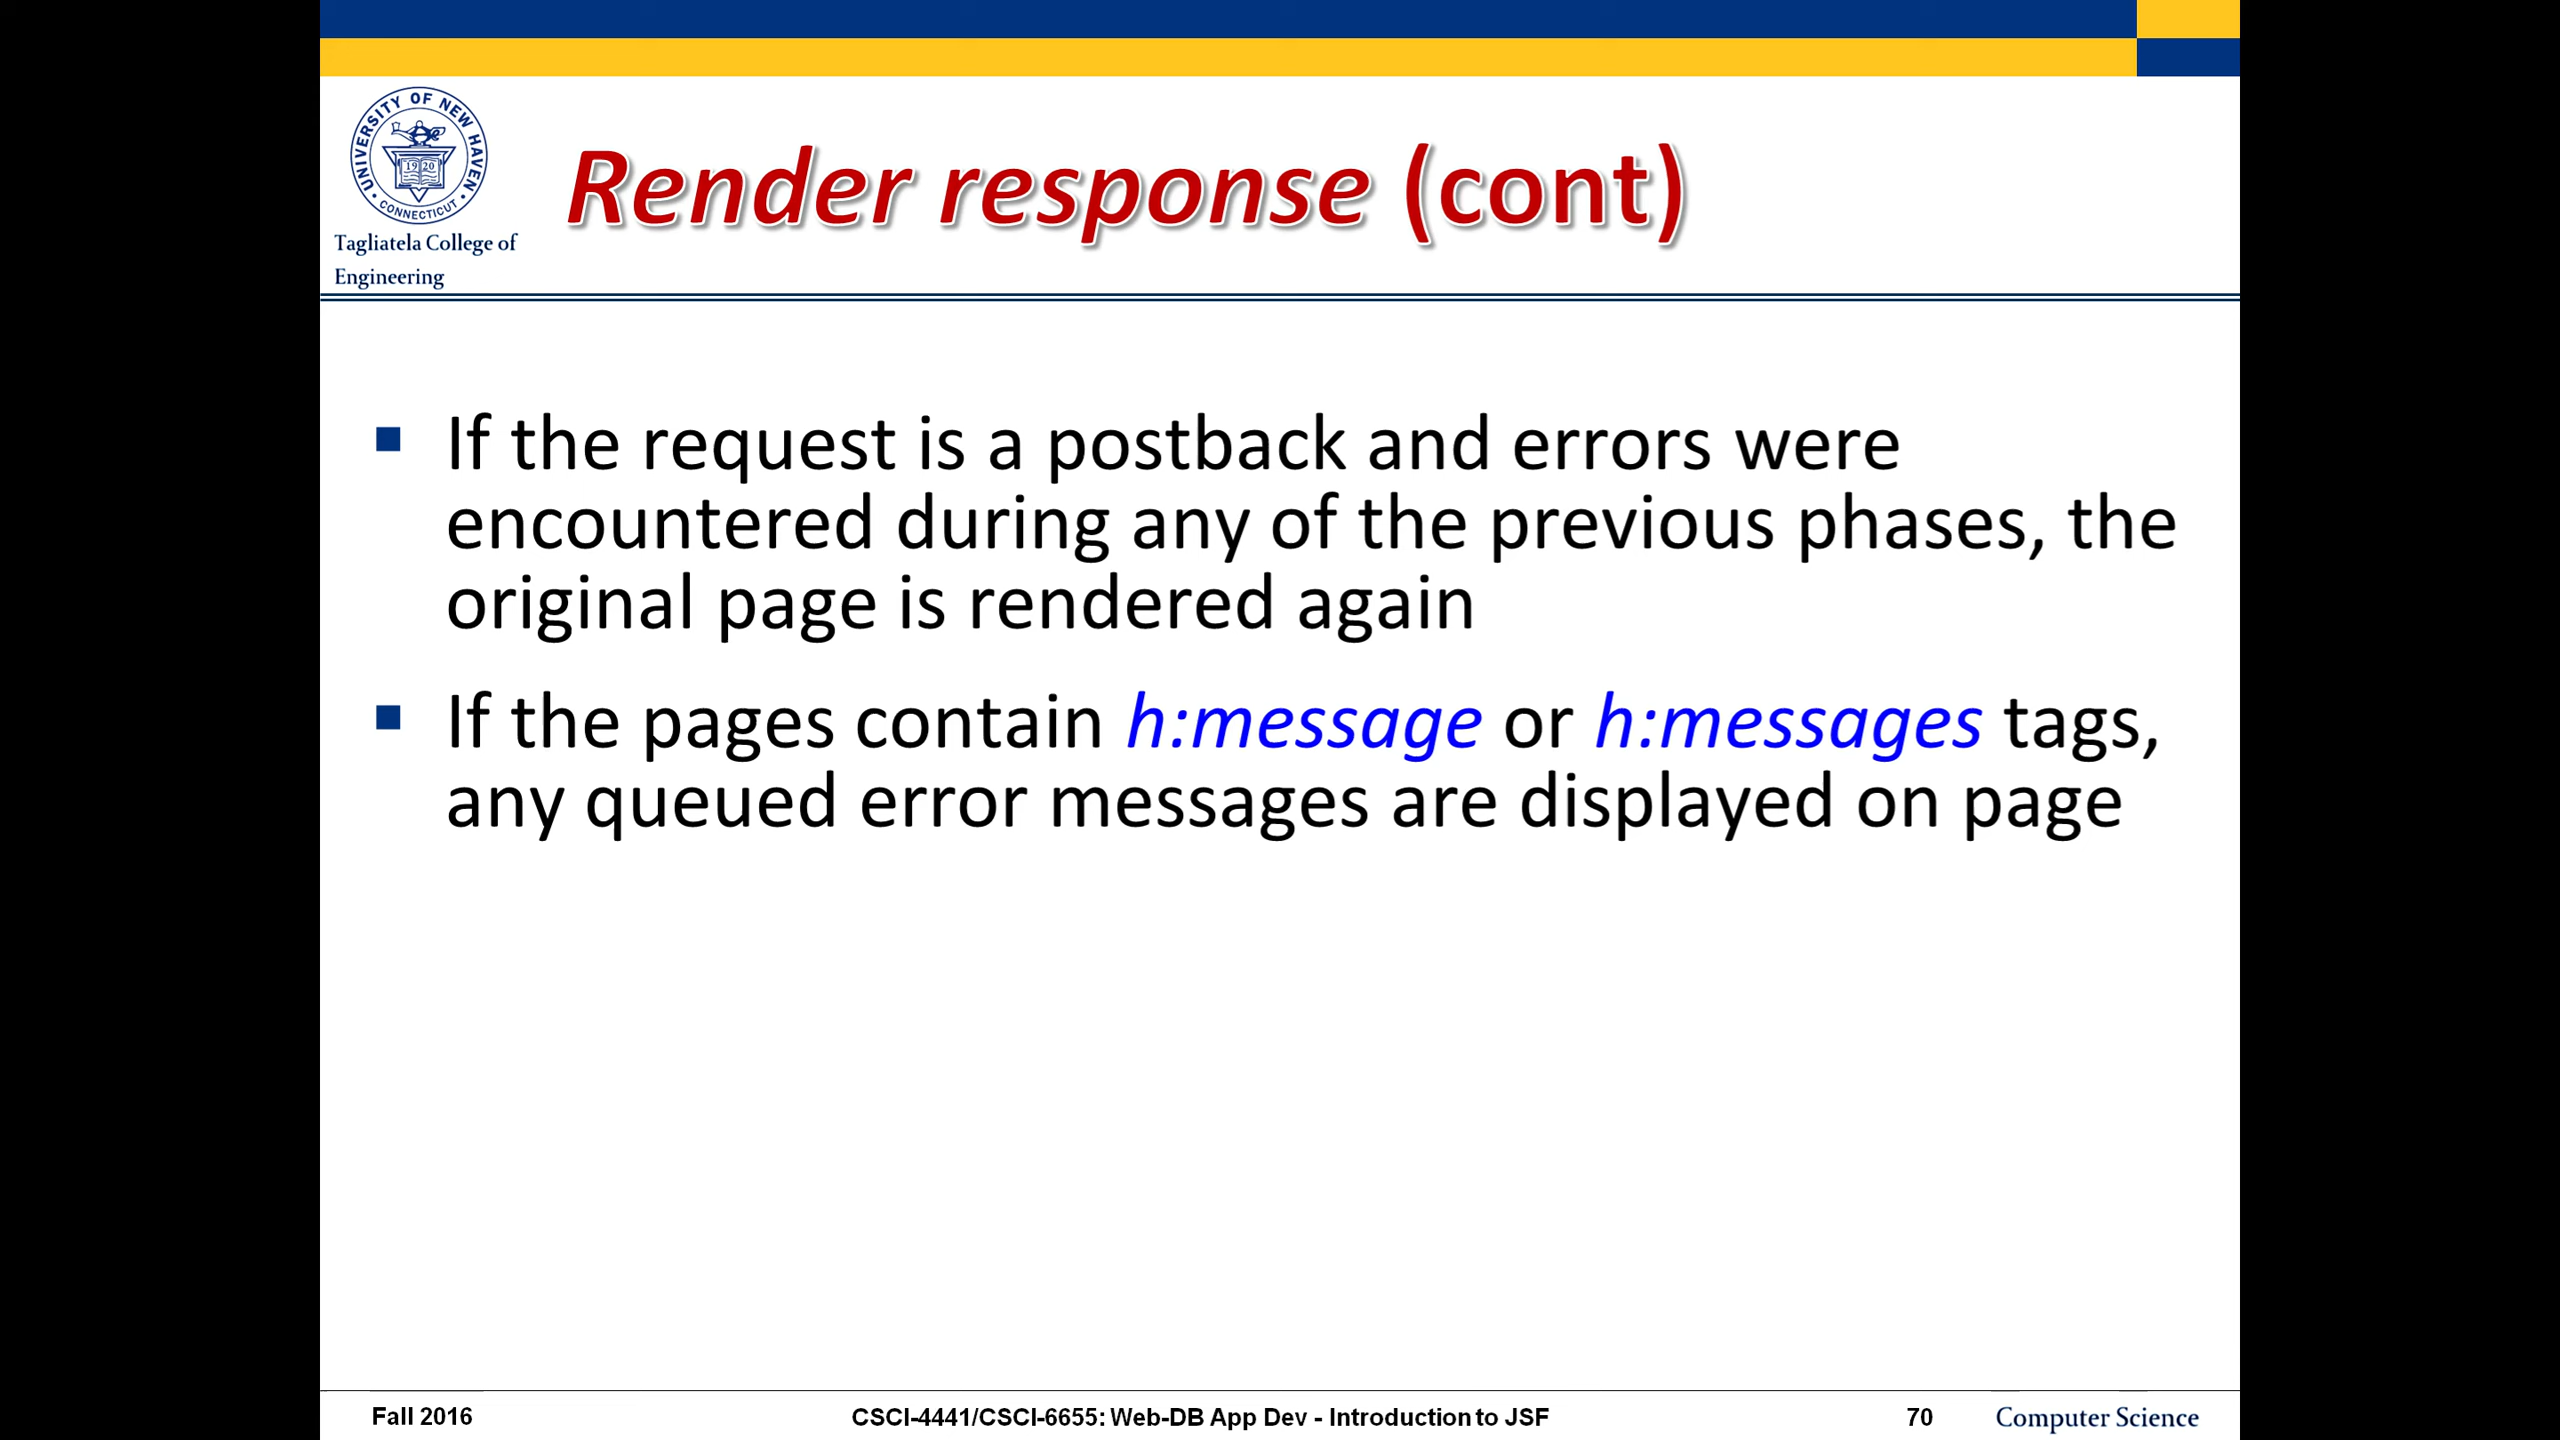 UNIVERSITY OF NEW HAVEN
1920
CONNECTICUT
Tagliatela College of
Engineering
Render response (cont)
If the request is a postback and errors were
encountered during any of the previous phases, the
original page is rendered again
If the pages contain h:message or h:messages tags,
any queued error messages are displayed on page
Fall 2016
CSCI-4441/CSCI-6655: Web-DB App Dev - Introduction to JSF
70
Computer Science